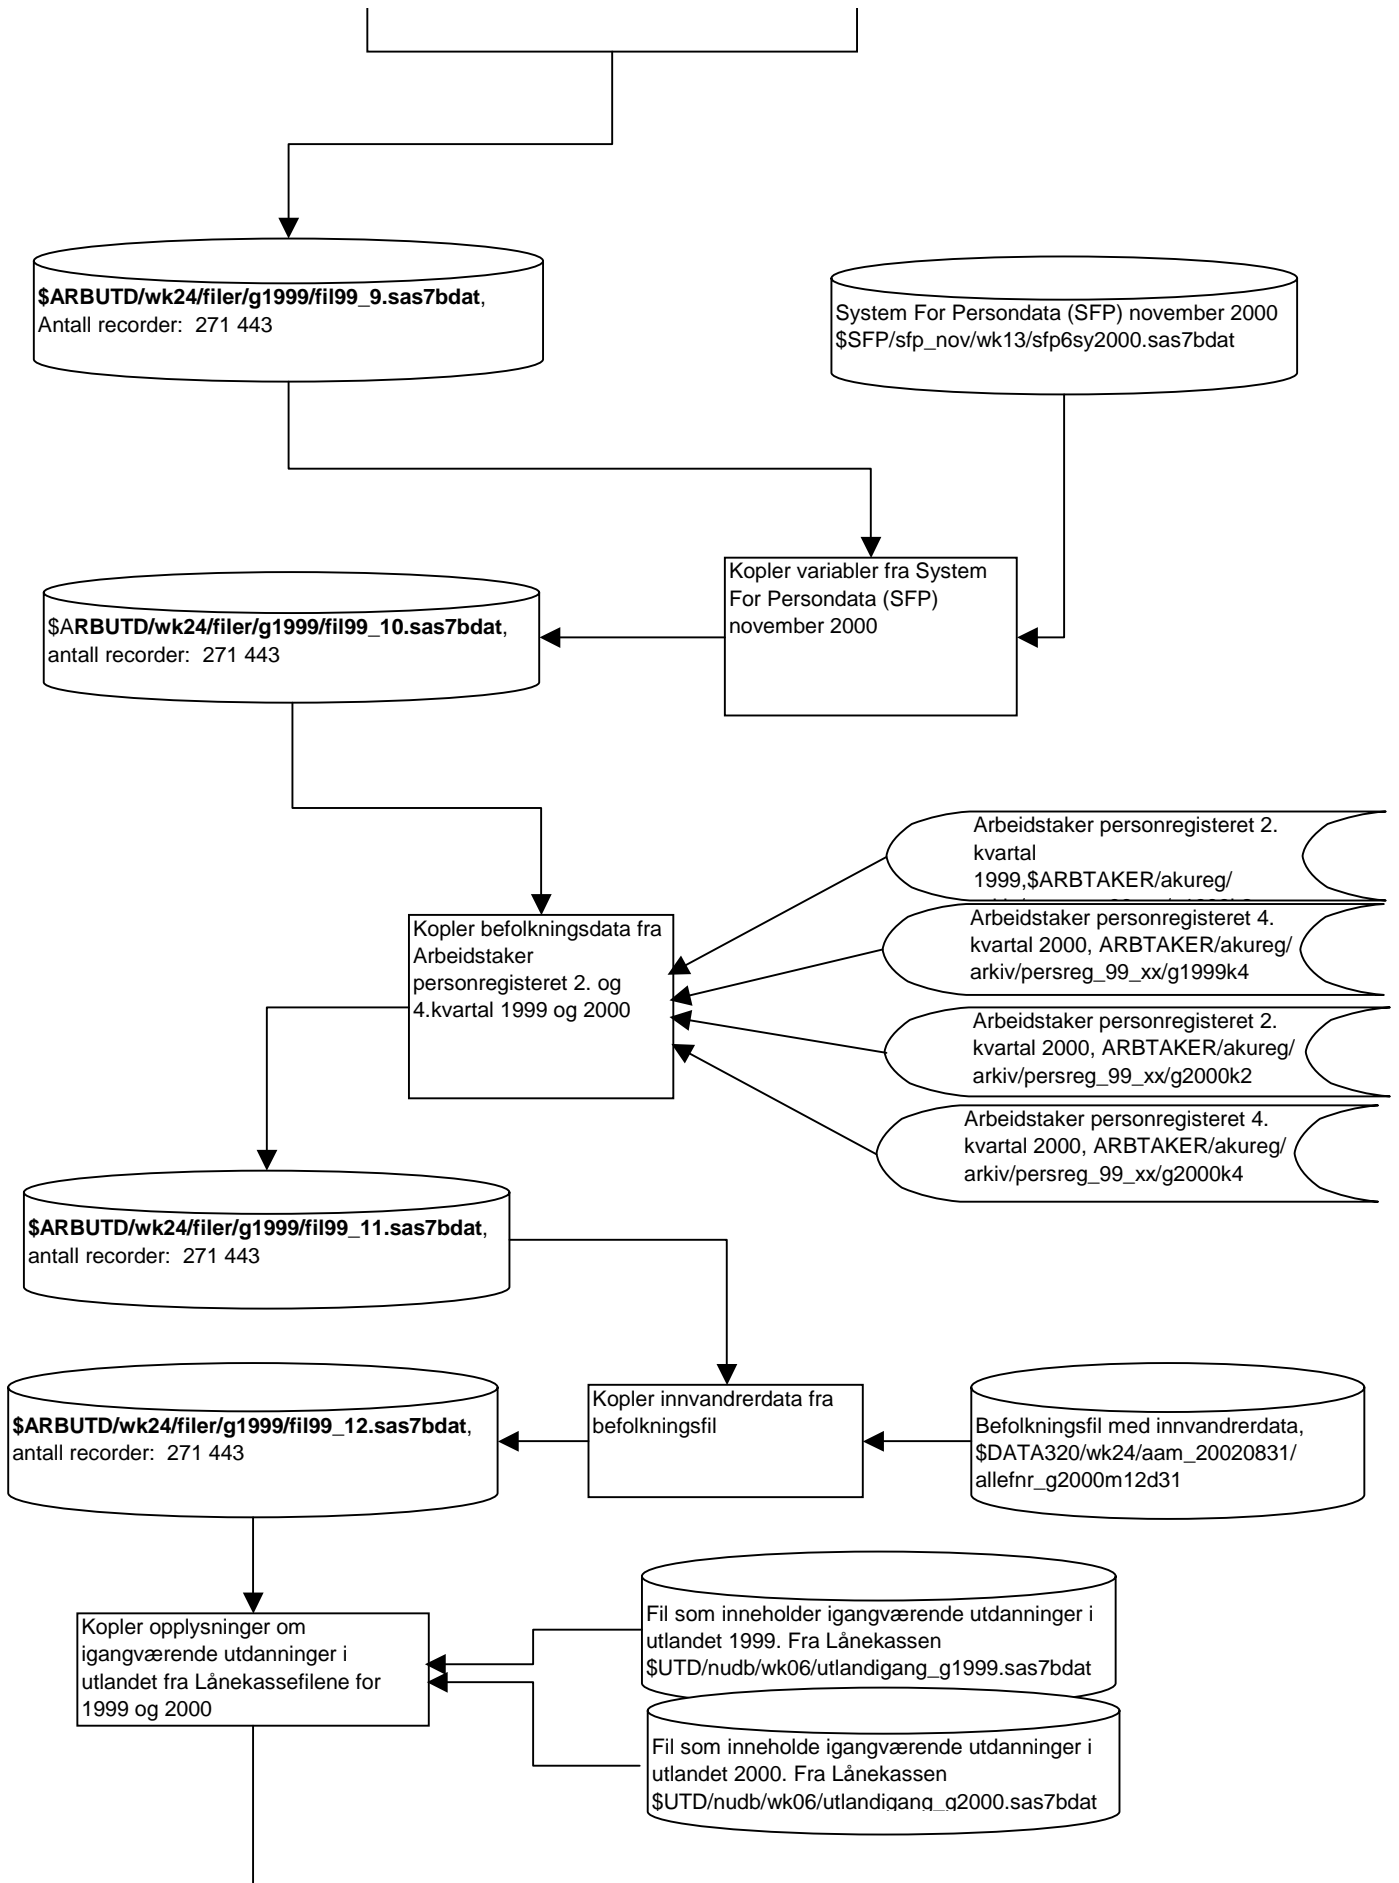 $ARBUTD/wk24/filer/g1999/fil99_9.sas7bdat,
Antall recorder: 271 443
System For Persondata (SFP) november 2000
$SFP/sfp_nov/wk13/sfp6sy2000.sas7bdat
Kopler variabler fra System
For Persondata (SFP)
november 2000
$ARBUTD/wk24/filer/g1999/fil99_10.sas7bdat,
antall recorder: 271 443
Arbeidstaker personregisteret 2.
kvartal
1999,$ARBTAKER/akureg/
Kopler befolkningsdata fra
Arbeidstaker
personregisteret 2. og
4.kvartal 1999 og 2000
Arbeidstaker personregisteret 4.
kvartal 2000, ARBTAKER/akureg/
arkiv/persreg_99_xx/g1999k4
Arbeidstaker personregisteret 2.
kvartal 2000, ARBTAKER/akureg/
arkiv/persreg_99_xx/g2000k2
Arbeidstaker personregisteret 4.
kvartal 2000, ARBTAKER/akureg/
arkiv/persreg_99_xx/g2000k4
$ARBUTD/wk24/filer/g1999/fil99_11.sas7bdat,
antall recorder: 271 443
Kopler innvandrerdata fra
befolkningsfil
$ARBUTD/wk24/filer/g1999/fil99_12.sas7bdat,
antall recorder: 271 443
Befolkningsfil med innvandrerdata,
$DATA320/wk24/aam_20020831/
allefnr_g2000m12d31
Kopler opplysninger om
igangværende utdanninger i
utlandet fra Lånekassefilene for
1999 og 2000
Fil som inneholder igangværende utdanninger i
utlandet 1999. Fra Lånekassen
$UTD/nudb/wk06/utlandigang_g1999.sas7bdat
Fil som inneholde igangværende utdanninger i
utlandet 2000. Fra Lånekassen
$UTD/nudb/wk06/utlandigang_g2000.sas7bdat